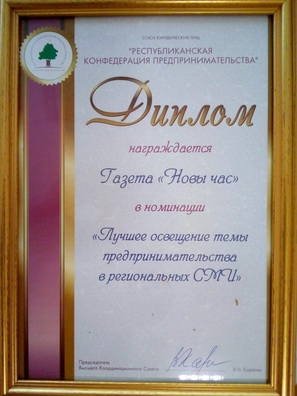 СОЮЗ ЮРИДИЧЕСКИХ ЛИЦ
"РЕСПУБЛИКАНСКАЯ
КОНФЕДЕРАЦИЯ ПРЕДПРИНИМАТЕЛЬСТВА"
Диплом
награждается
Газета «Новы час»
в номинации
«Лучшее освещение темы
предпринимательства
в региональных СМИ»
Председатель
Высшего Координационного Совета